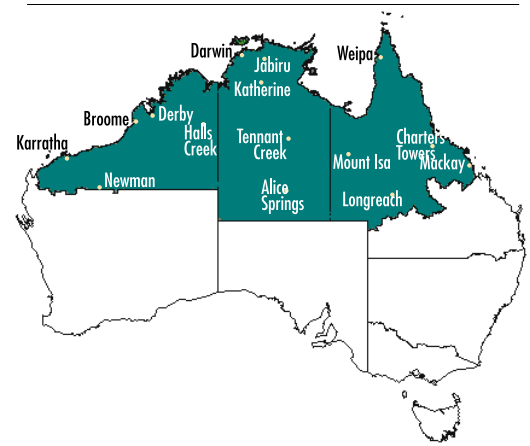 Darwin
Weipa
Jabiru
Katherine
Derby
Broome
Halls
Creek
Tennant
Creek
Charters
Towers
Karratha
Mount Isa
Mackay
Newman
Alice
Springs
Longreach